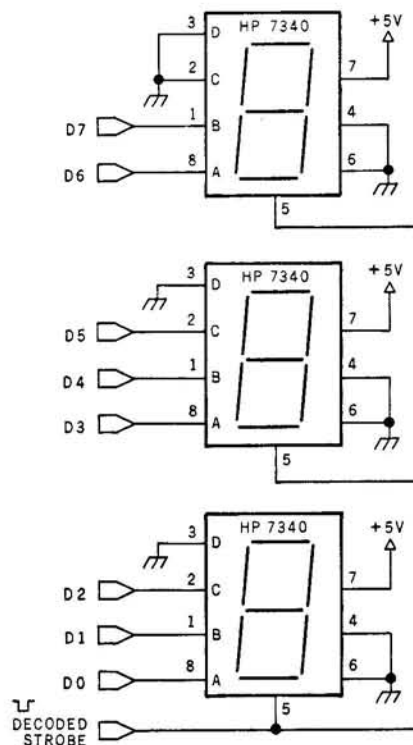 3 D HP 7340 +5V
2 C 7
D7 1 B 4
D6 8 A 6
5
3 D HP 7340 +5V
D5 2 C 7
D4 1 B 4
D3 8 A 6
5
3 D HP 7340 +5V
D2 2 C 7
D1 1 B 4
D0 8 A 6
5
DECODED
STROBE